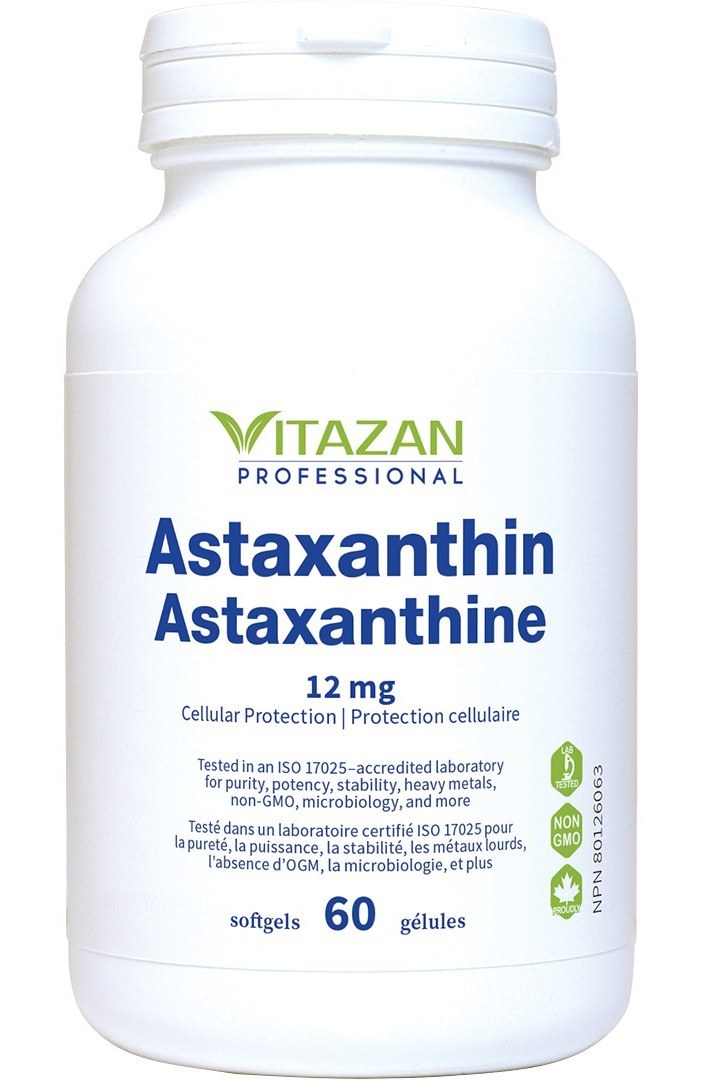 VITAZAN
PROFESSIONAL
Astaxanthin
Astaxanthine
12 mg
Cellular Protection | Protection cellulaire
Tested in an ISO 17025–accredited laboratory
for purity, potency, stability, heavy metals,
non-GMO, microbiology, and more
Testé dans un laboratoire certifié ISO 17025 pour
la pureté, la puissance, la stabilité, les métaux lourds,
l’absence d’OGM, la microbiologie, et plus
softgels 60 gélules
LAB
TESTED
NON
GMO
PROUDLY
NPN 80126063